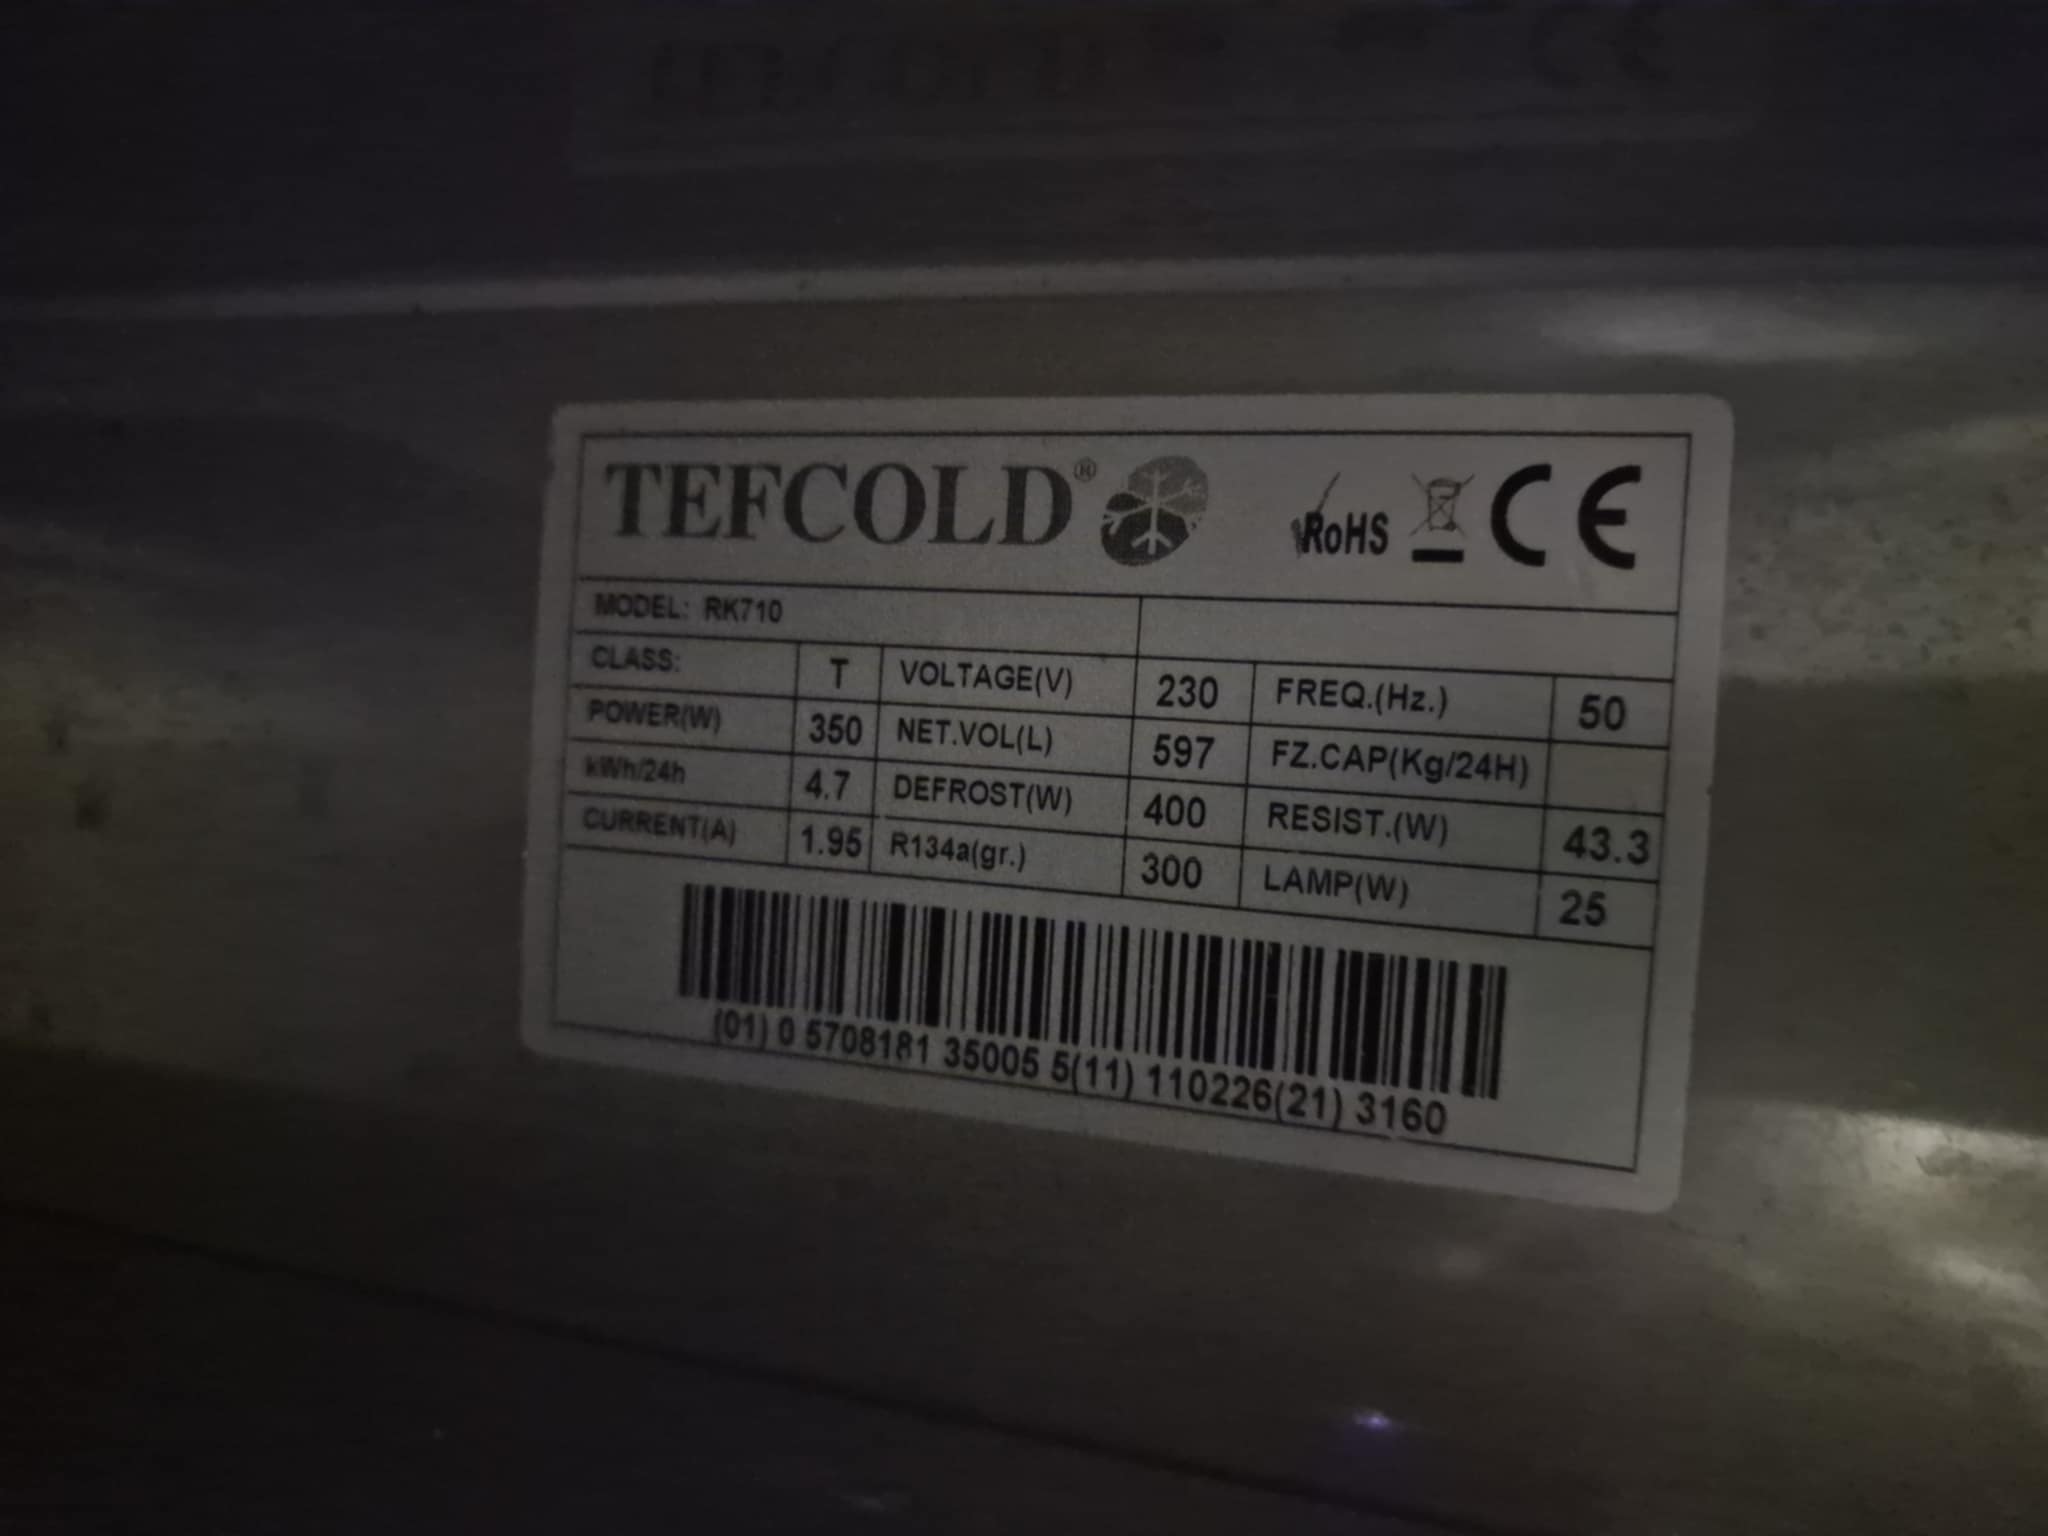 TEFCOLD® RoHS CE
MODEL: RK710
CLASS: T VOLTAGE(V) 230 FREQ.(Hz.) 50
POWER(W) 350 NET.VOL(L) 597 FZ.CAP(Kg/24H)
kWh/24h 4.7 DEFROST(W) 400 RESIST.(W) 43.3
CURRENT(A) 1.95 R134a(gr.) 300 LAMP(W) 25
(01) 0 5708181 35005 5(11) 110226(21) 3160